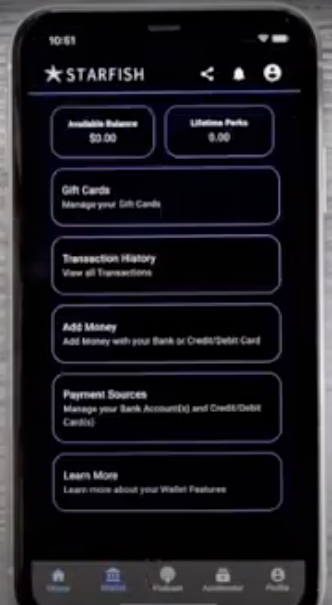 10:51
STARFISH
Available Balance
$0.00
Lifetime Perks
0.00
Gift Cards
Manage your Gift Cards
Transaction History
View all Transactions
Add Money
Add Money with your Bank or Credit/Debit Card
Payment Sources
Manage your Bank Account(s) and Credit/Debit
Card(s)
Learn More
Learn more about your Wallet Features
Home
Wallet
Podcast
Profile